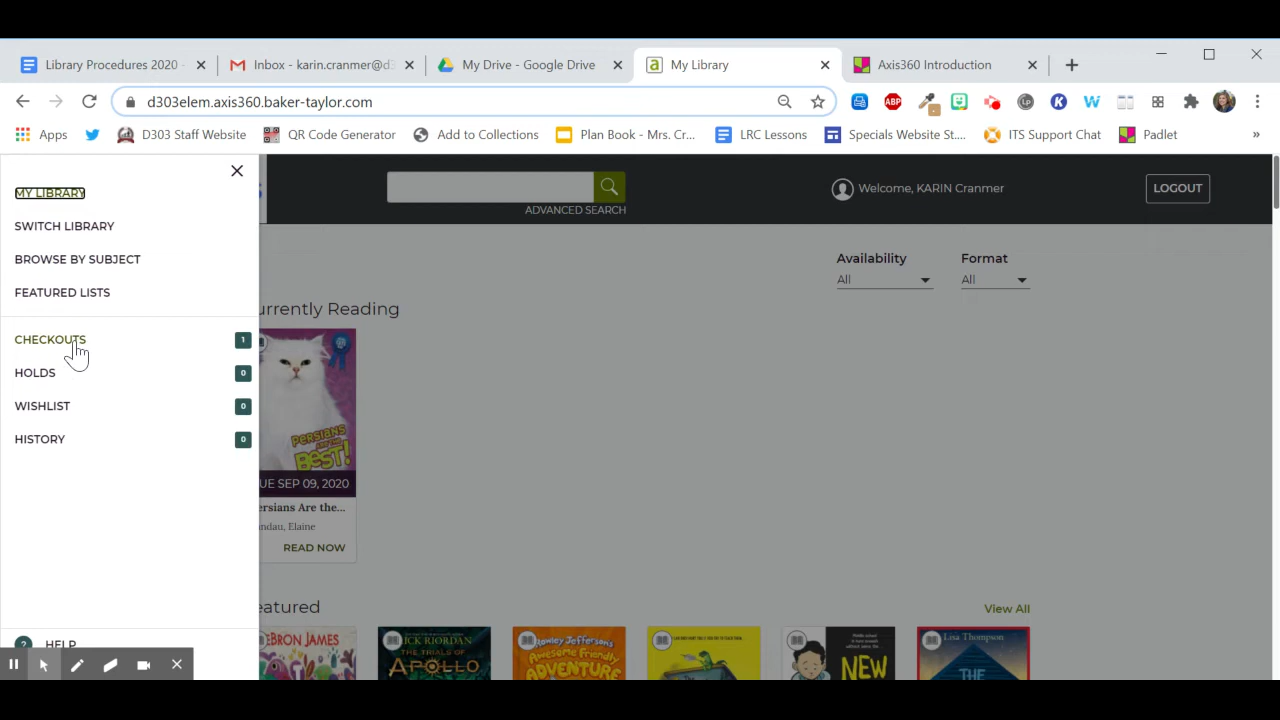 Library Procedures 2020 -
Inbox - karin.cranmer@d3
My Drive - Google Drive
My Library
Axis360 Introduction
d303elem.axis360.baker-taylor.com
ABP
Apps
D303 Staff Website
QR Code Generator
Add to Collections
Plan Book - Mrs. Cr...
LRC Lessons
Specials Website St...
ITS Support Chat
Padlet
»
MY LIBRARY
SWITCH LIBRARY
BROWSE BY SUBJECT
FEATURED LISTS
CHECKOUTS 1
HOLDS 0
WISHLIST 0
HISTORY 0
HELP
ADVANCED SEARCH
Welcome, KARIN Cranmer
LOGOUT
Availability
All
Format
All
urrently Reading
PERSIANS
ARE THE
BEST!
UE SEP 09, 2020
ersians Are the...
ndau, Elaine
READ NOW
eatured
View All
EBRON JAMES
RICK RIORDAN
THE TRIALS OF
APOLLO
Rowley Jefferson's
AWESOME FRIENDLY
ADVENTURE
NEW
Lisa Thompson
THE